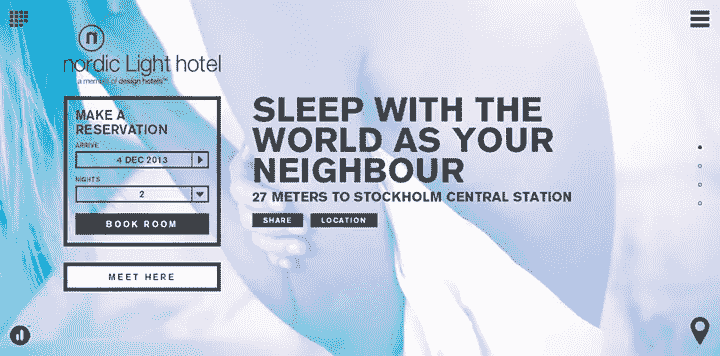 n
nordic Light hotel
a member of design hotels™
MAKE A
RESERVATION
ARRIVE
4 DEC 2013
NIGHTS
2
BOOK ROOM
MEET HERE
SLEEP WITH THE
WORLD AS YOUR
NEIGHBOUR
27 METERS TO STOCKHOLM CENTRAL STATION
SHARE LOCATION